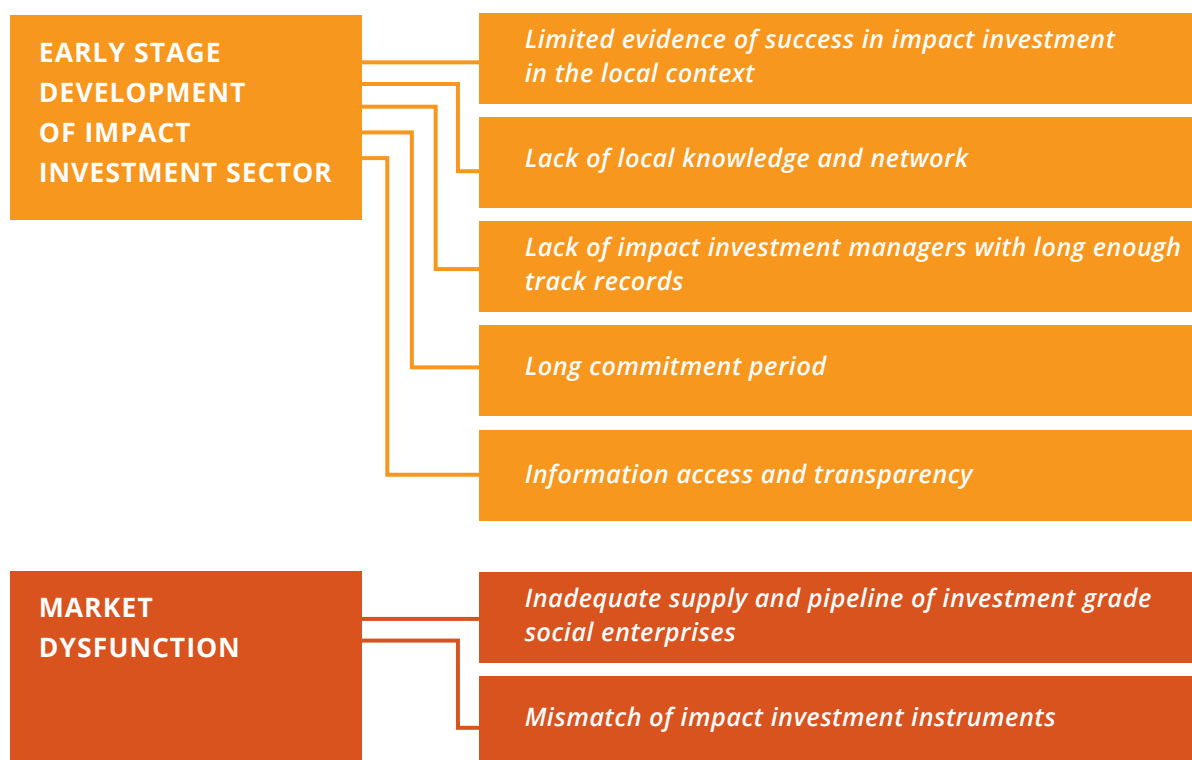 EARLY STAGE
DEVELOPMENT
OF IMPACT
INVESTMENT SECTOR
Limited evidence of success in impact investment
in the local context
Lack of local knowledge and network
Lack of impact investment managers with long enough
track records
Long commitment period
Information access and transparency
MARKET
DYSFUNCTION
Inadequate supply and pipeline of investment grade
social enterprises
Mismatch of impact investment instruments